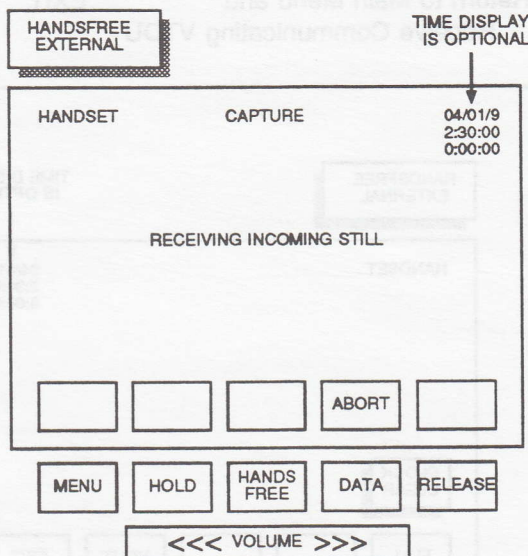 HANDSFREE
EXTERNAL
TIME DISPLAY
IS OPTIONAL
HANDSET CAPTURE 04/01/9
2:30:00
0:00:00
RECEIVING INCOMING STILL
ABORT
MENU HOLD HANDS FREE DATA RELEASE
<<< VOLUME >>>